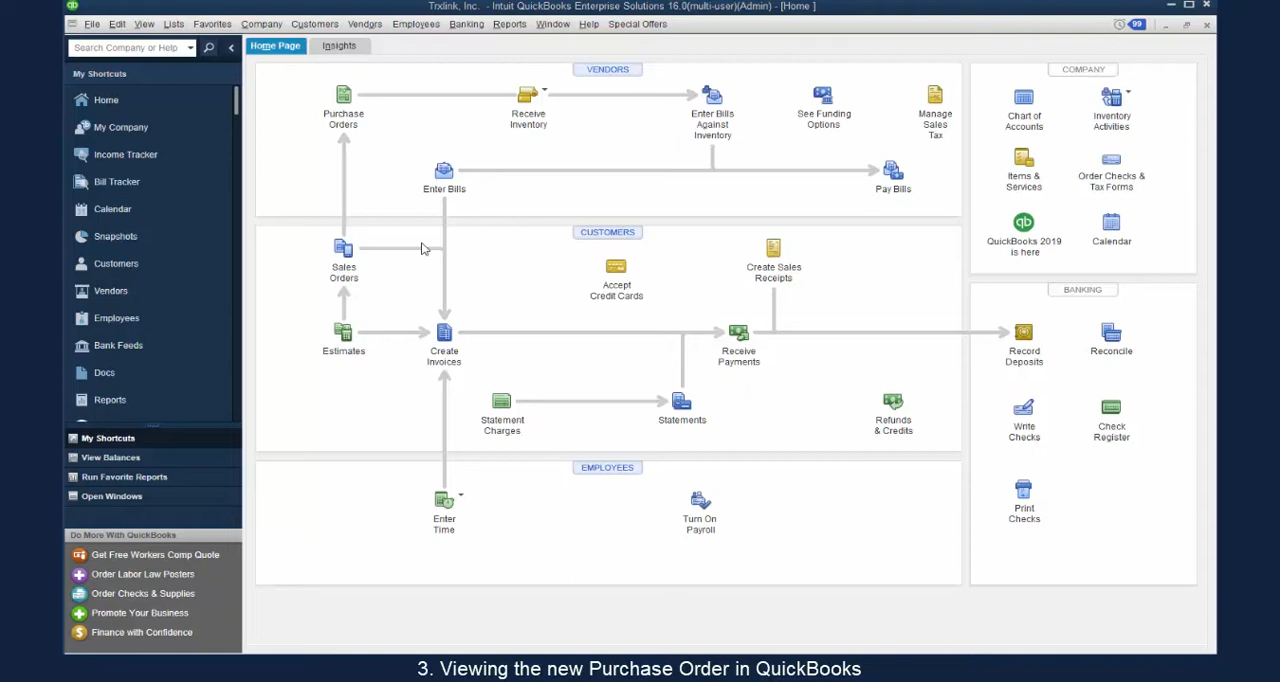 Trxlink, Inc. - Intuit QuickBooks Enterprise Solutions 16.0(multi-user)(Admin) - [Home ]
File Edit View Lists Favorites Company Customers Vendors Employees Banking Reports Window Help Special Offers 99
Search Company or Help
Home Page Insights
My Shortcuts
Home
My Company
Income Tracker
Bill Tracker
Calendar
Snapshots
Customers
Vendors
Employees
Bank Feeds
Docs
Reports
My Shortcuts
View Balances
Run Favorite Reports
Open Windows
Do More With QuickBooks
Get Free Workers Comp Quote
Order Labor Law Posters
Order Checks & Supplies
Promote Your Business
Finance with Confidence
VENDORS
Purchase
Orders
Receive
Inventory
Enter Bills
Against
Inventory
See Funding
Options
Manage
Sales
Tax
Enter Bills
Pay Bills
CUSTOMERS
Sales
Orders
Accept
Credit Cards
Create Sales
Receipts
Estimates
Create
Invoices
Receive
Payments
Statement
Charges
Statements
Refunds
& Credits
EMPLOYEES
Enter
Time
Turn On
Payroll
COMPANY
Chart of
Accounts
Inventory
Activities
Items &
Services
Order Checks &
Tax Forms
qb
QuickBooks 2019
is here
Calendar
BANKING
Record
Deposits
Reconcile
Write
Checks
Check
Register
Print
Checks
3. Viewing the new Purchase Order in QuickBooks